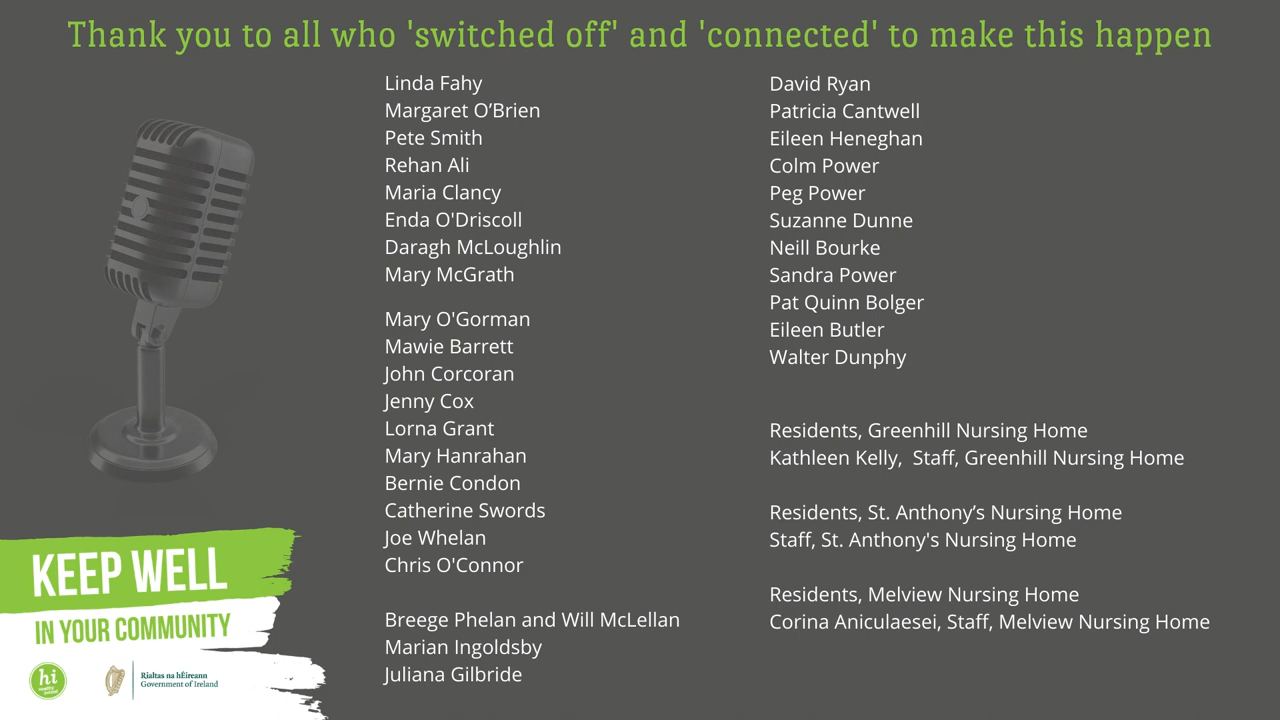 Thank you to all who 'switched off' and 'connected' to make this happen
Linda Fahy
Margaret O’Brien
Pete Smith
Rehan Ali
Maria Clancy
Enda O'Driscoll
Daragh McLoughlin
Mary McGrath
Mary O'Gorman
Mawie Barrett
John Corcoran
Jenny Cox
Lorna Grant
Mary Hanrahan
Bernie Condon
Catherine Swords
Joe Whelan
Chris O'Connor
Breege Phelan and Will McLellan
Marian Ingoldsby
Juliana Gilbride
David Ryan
Patricia Cantwell
Eileen Heneghan
Colm Power
Peg Power
Suzanne Dunne
Neill Bourke
Sandra Power
Pat Quinn Bolger
Eileen Butler
Walter Dunphy
Residents, Greenhill Nursing Home
Kathleen Kelly,  Staff, Greenhill Nursing Home
Residents, St. Anthony’s Nursing Home
Staff, St. Anthony's Nursing Home
Residents, Melview Nursing Home
Corina Aniculaesei, Staff, Melview Nursing Home
KEEP WELL
IN YOUR COMMUNITY
hi
Healthy
Ireland
Rialtas na hÉireann
Government of Ireland